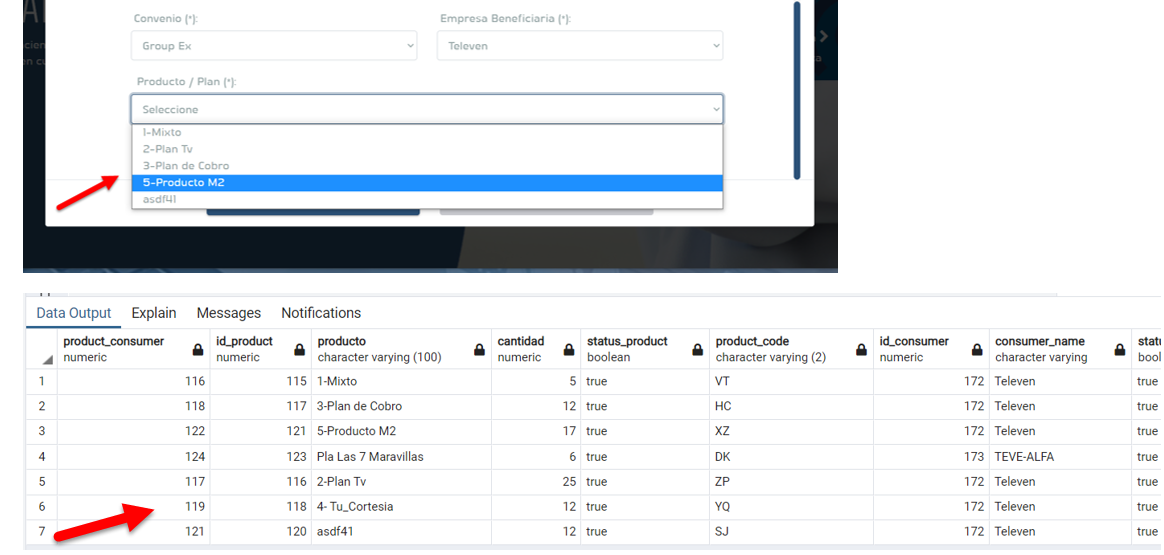 Convenio (*):
Empresa Beneficiaria (*):
Group Ex
Televen
Producto / Plan (*):
Seleccione
1-Mixto
2-Plan Tv
3-Plan de Cobro
5-Producto M2
asdf41
Data Output Explain Messages Notifications
product_consumer id_product producto cantidad status_product product_code id_consumer consumer_name statu
numeric numeric character varying (100) numeric boolean character varying (2) numeric character varying bool
1 116 115 1-Mixto 5 true VT 172 Televen true
2 118 117 3-Plan de Cobro 12 true HC 172 Televen true
3 122 121 5-Producto M2 17 true XZ 172 Televen true
4 124 123 Pla Las 7 Maravillas 6 true DK 173 TEVE-ALFA true
5 117 116 2-Plan Tv 25 true ZP 172 Televen true
6 119 118 4- Tu_Cortesia 12 true YQ 172 Televen true
7 121 120 asdf41 12 true SJ 172 Televen true